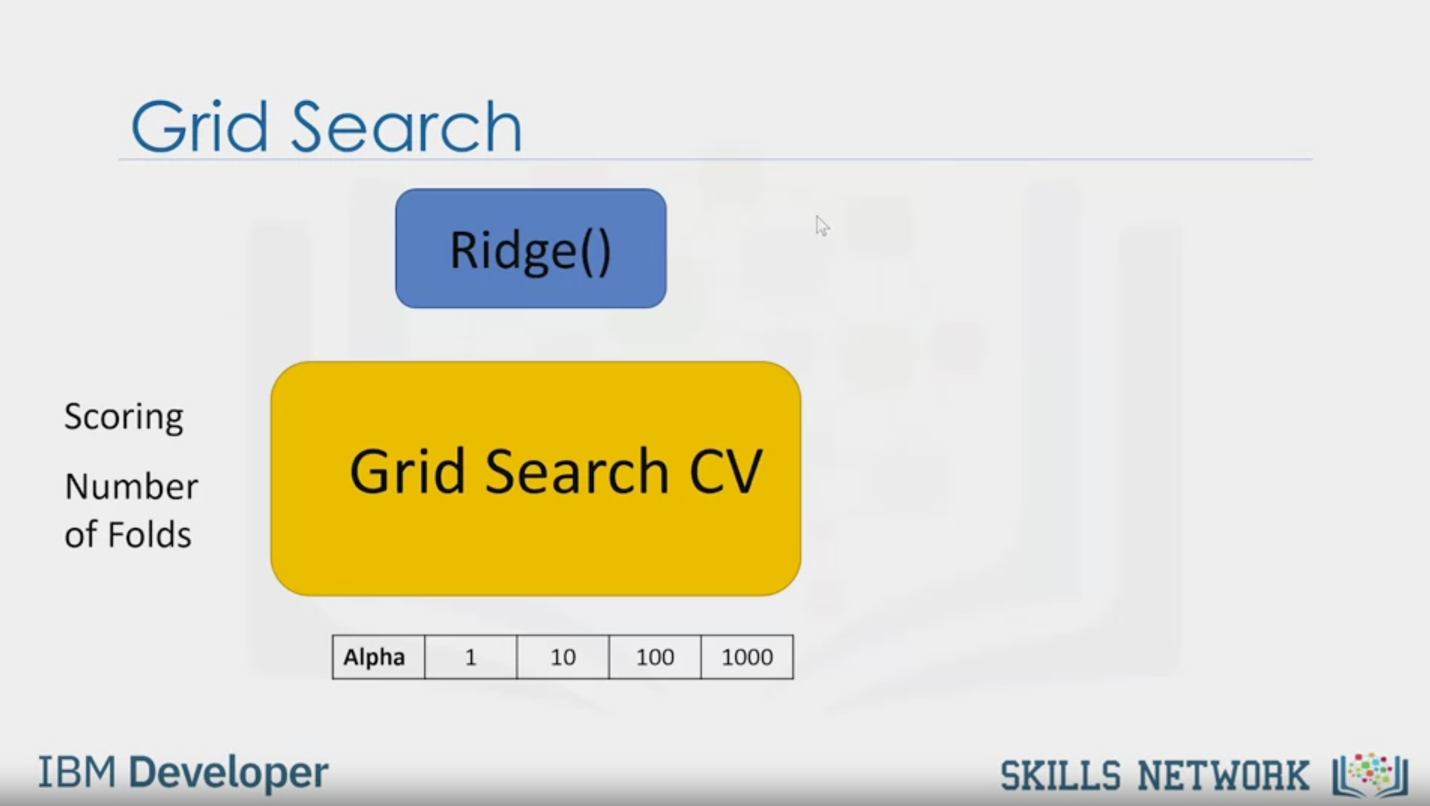 Grid Search
Ridge()
Scoring
Number
of Folds
Grid Search CV
Alpha 1 10 100 1000
IBM Developer
SKILLS NETWORK